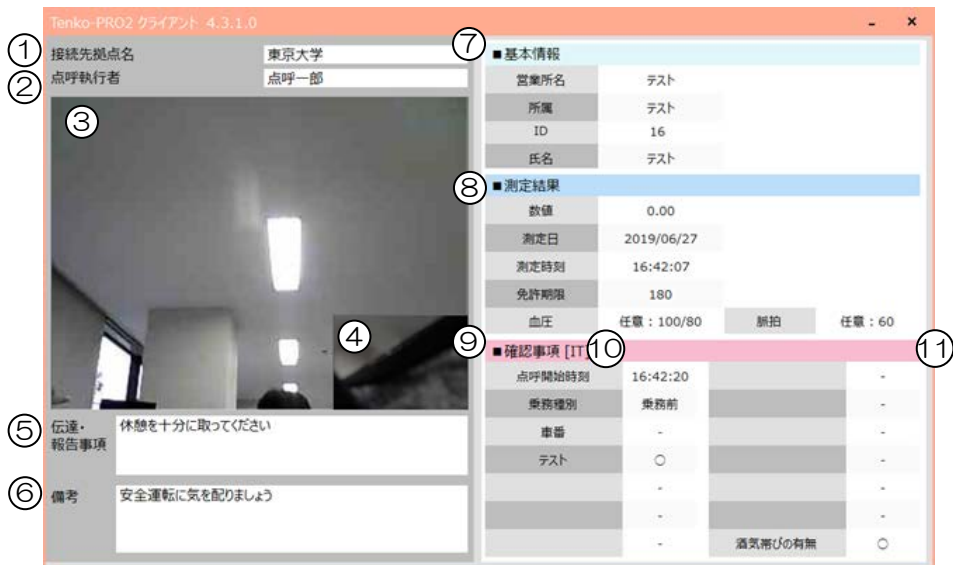 Tenko-PRO2 クライアント 4.3.1.0
① 接続先拠点名 東京大学
② 点呼執行者 点呼一郎
③
④
⑤ 伝達・報告事項 休憩を十分に取ってください
⑥ 備考 安全運転に気を配りましょう
⑦ ■基本情報
営業所名 テスト
所属 テスト
ID 16
氏名 テスト
⑧ ■測定結果
数値 0.00
測定日 2019/06/27
測定時刻 16:42:07
免許期限 180
血圧 任意：100/80 脈拍 任意：60
⑨ ■確認事項 [IT] ⑩ ⑪
点呼開始時刻 16:42:20 -
乗務種別 乗務前 -
車番 - -
テスト ○ -
- -
- -
- 酒気帯びの有無 ○